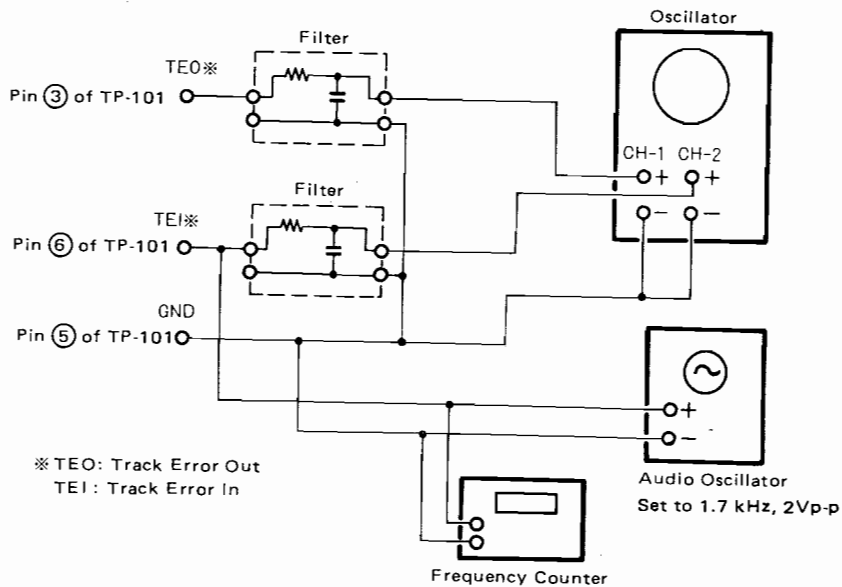 Oscillator
Filter
TEO※
Pin ③ of TP-101
CH-1 CH-2
+ +
− −
Filter
TEI※
Pin ⑥ of TP-101
GND
Pin ⑤ of TP-101
+
−
※ TEO: Track Error Out
TEI : Track Error In
Audio Oscillator
Set to 1.7 kHz, 2Vp-p
Frequency Counter